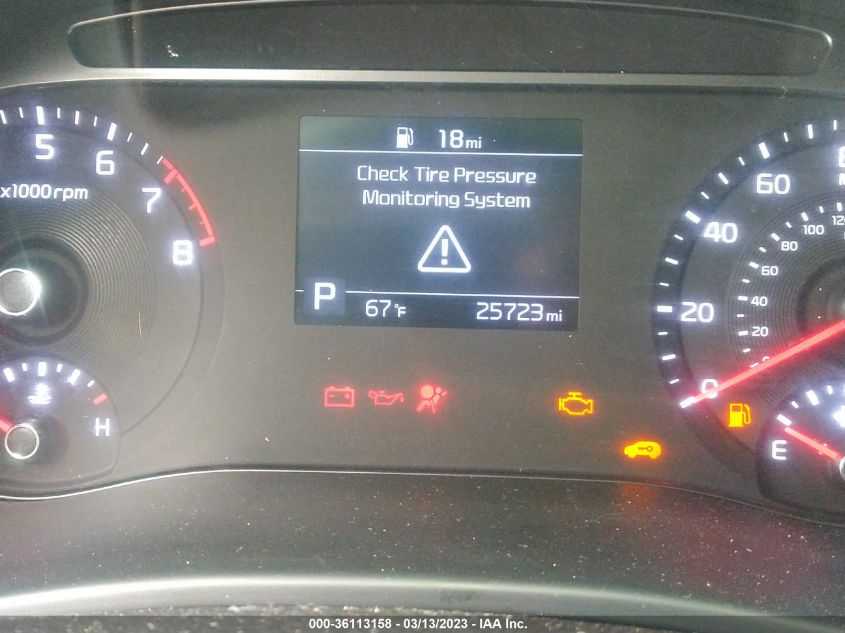 18mi
Check Tire Pressure
Monitoring System
P 67°F 25723mi
5
6
7
8
x1000rpm
H
0
20
40
60
20
40
60
80
100
120
E
000-36113158 - 03/13/2023 - IAA Inc.